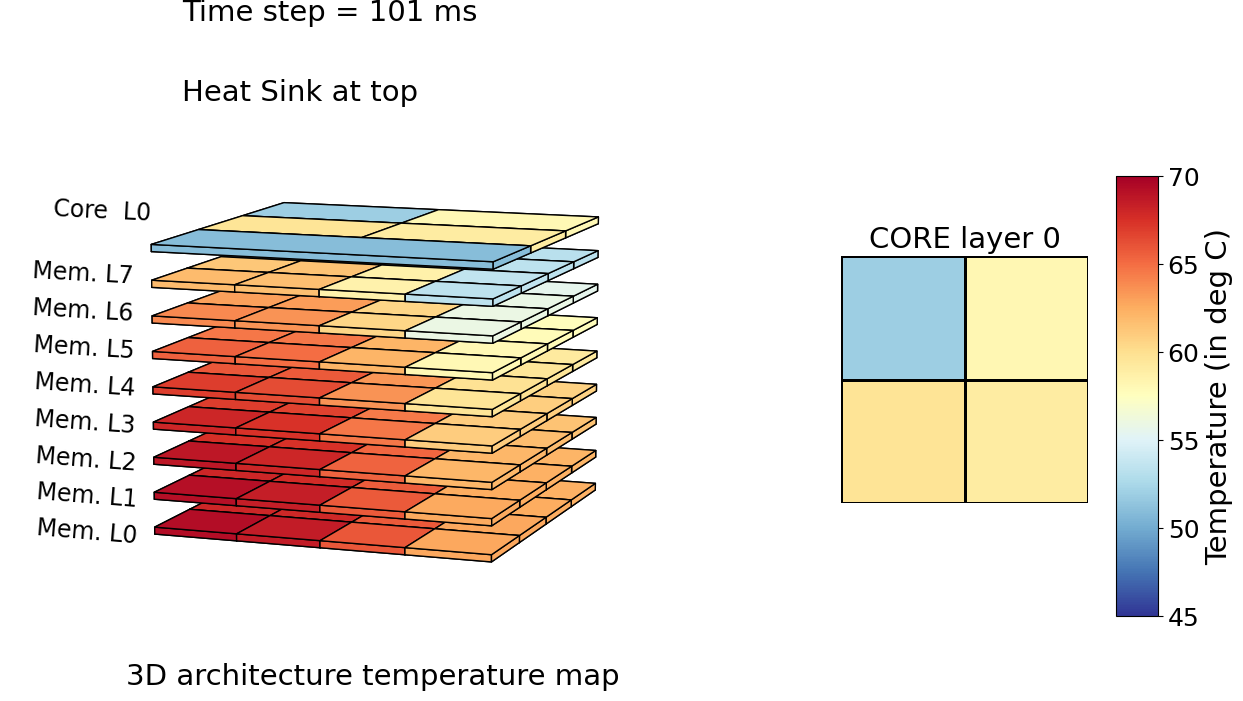 Time step = 101 ms
Heat Sink at top
Core  L0
Mem. L7
Mem. L6
Mem. L5
Mem. L4
Mem. L3
Mem. L2
Mem. L1
Mem. L0
3D architecture temperature map
CORE layer 0
70
65
60
55
50
45
Temperature (in deg C)